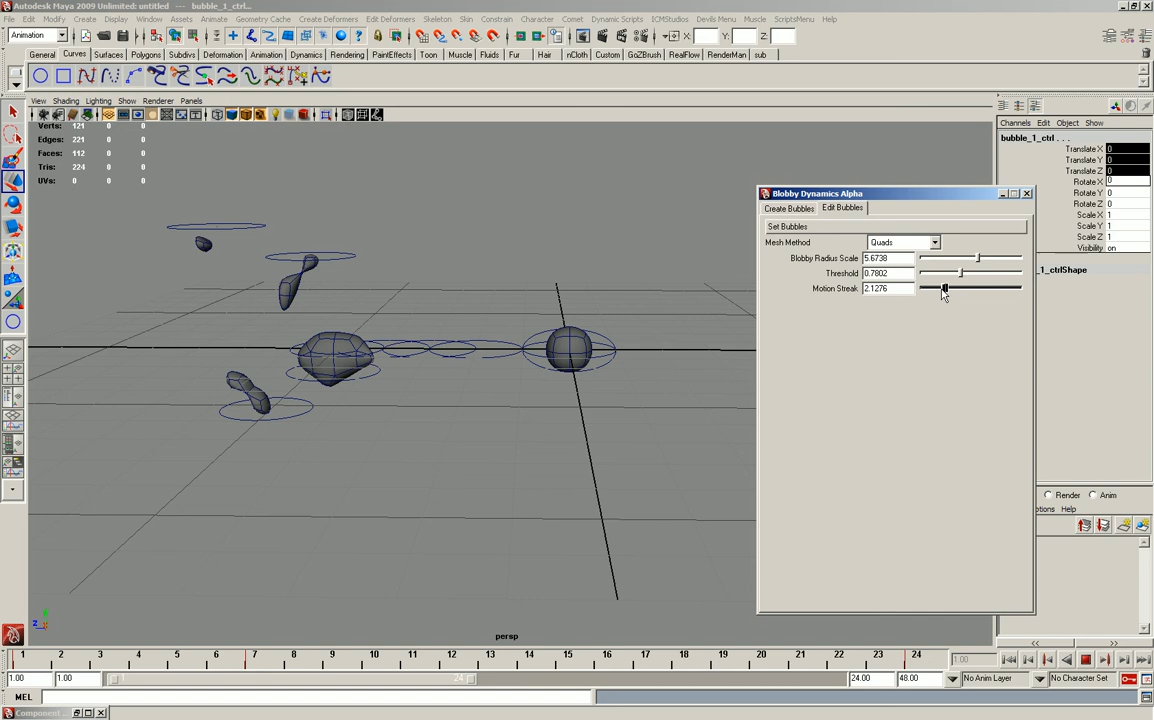 Autodesk Maya 2009 Unlimited: untitled --- bubble_1_ctrl...
File Edit Modify Create Display Window Assets Animate Geometry Cache Create Deformers Edit Deformers Skeleton Skin Constrain Character Comet Dynamic Scripts ICMStudios Devils Menu Muscle ScriptsMenu Help
Animation X: Y: Z:
General Curves Surfaces Polygons Subdivs Deformation Animation Dynamics Rendering PaintEffects Toon Muscle Fluids Fur Hair nCloth Custom GoZBrush RealFlow RenderMan sub
View Shading Lighting Show Renderer Panels
Channels Edit Object Show
Verts: 121 0 0
Edges: 221 0 0
Faces: 112 0 0
Tris: 224 0 0
UVs: 0 0 0
bubble_1_ctrl . . .
Translate X 0
Translate Y 0
Translate Z 0
Rotate X 0
Rotate Y 0
Rotate Z 0
Scale X 1
Scale Y 1
Scale Z 1
Visibility on
_1_ctrlShape
Blobby Dynamics Alpha
Create Bubbles Edit Bubbles
Set Bubbles
Mesh Method Quads
Blobby Radius Scale 5.6738
Threshold 0.7802
Motion Streak 2.1276
Render Anim
ptions Help
persp
1 2 3 4 5 6 7 8 9 10 11 12 13 14 15 16 17 18 19 20 21 22 23 24 1.00
1.00 1.00 1 24 24.00 48.00 No Anim Layer No Character Set
MEL
Component